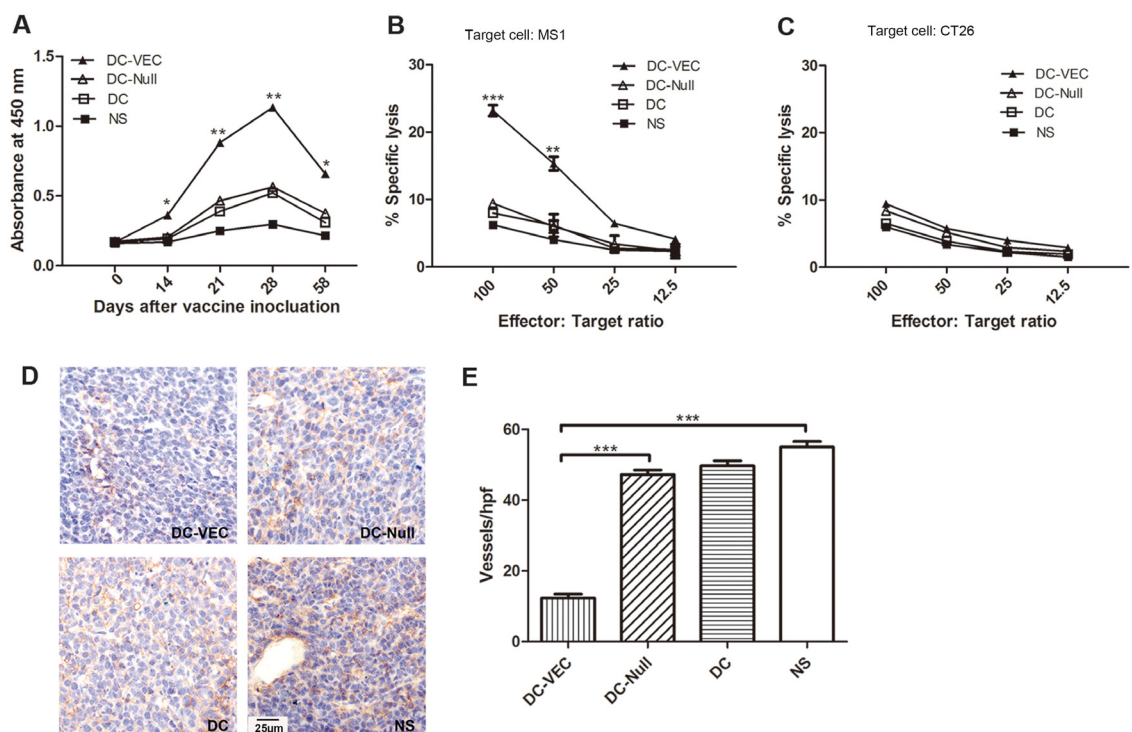 A
DC-VEC
DC-Null
DC
NS
1.5
1.0
0.5
0.0
Absorbance at 450 nm
*
**
**
*
0
14
21
28
58
Days after vaccine inocluation
B
Target cell: MS1
DC-VEC
DC-Null
DC
NS
30
20
10
0
% Specific lysis
***
**
100
50
25
12.5
Effector: Target ratio
C
Target cell: CT26
DC-VEC
DC-Null
DC
NS
30
20
10
0
% Specific lysis
100
50
25
12.5
Effector: Target ratio
D
DC-VEC
DC-Null
DC
25μm
NS
E
60
40
20
0
Vessels/hpf
***
***
DC-VEC
DC-Null
DC
NS